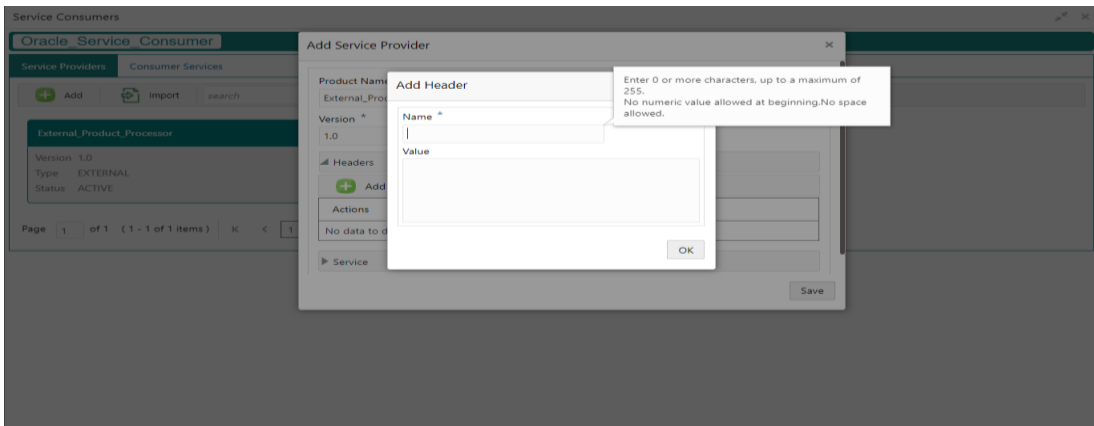 Service Consumers
Oracle_Service_Consumer
Service Providers Consumer Services
Add Import search
External_Product_Processor
Version 1.0
Type EXTERNAL
Status ACTIVE
Page 1 of 1 (1 - 1 of 1 items) K < 1
Add Service Provider
Product Name
External_Proc
Version *
1.0
Headers
Add
Actions
No data to d
Service
Save
Add Header
Name *
Value
OK
Enter 0 or more characters, up to a maximum of
255.
No numeric value allowed at beginning.No space
allowed.